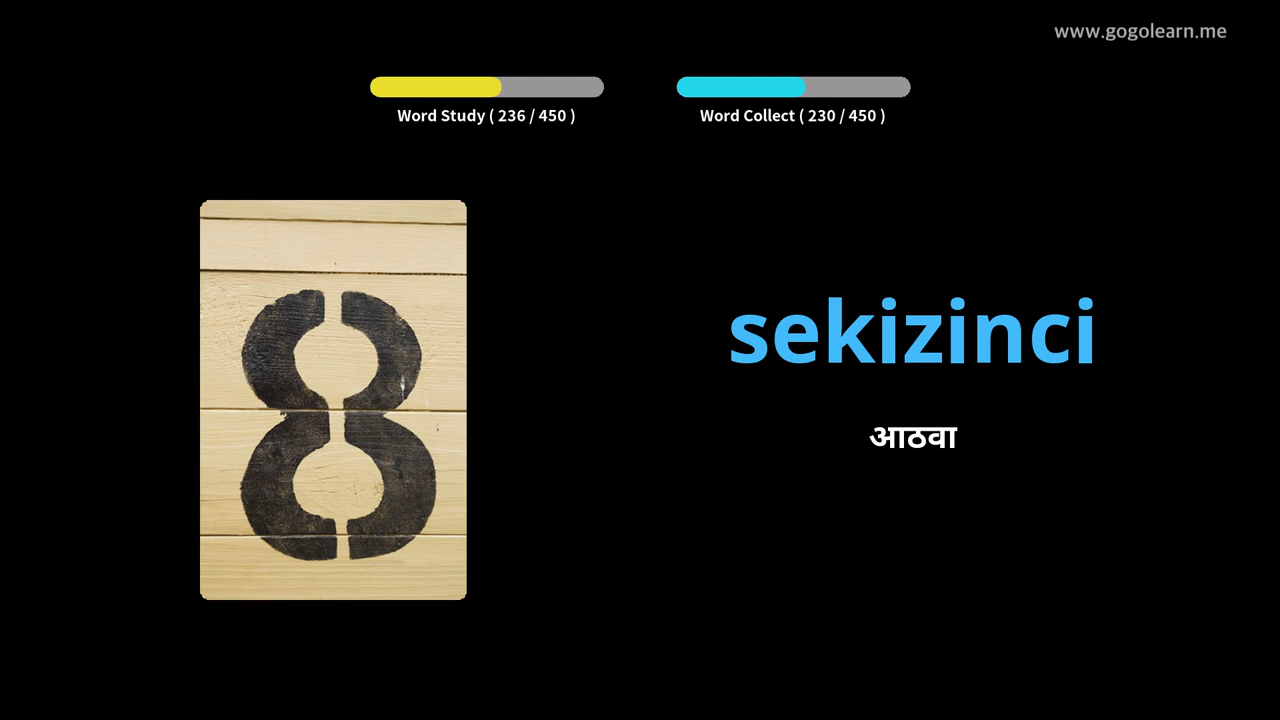 www.gogolearn.me
Word Study ( 236 / 450 )
Word Collect ( 230 / 450 )
8
sekizinci
आठवा